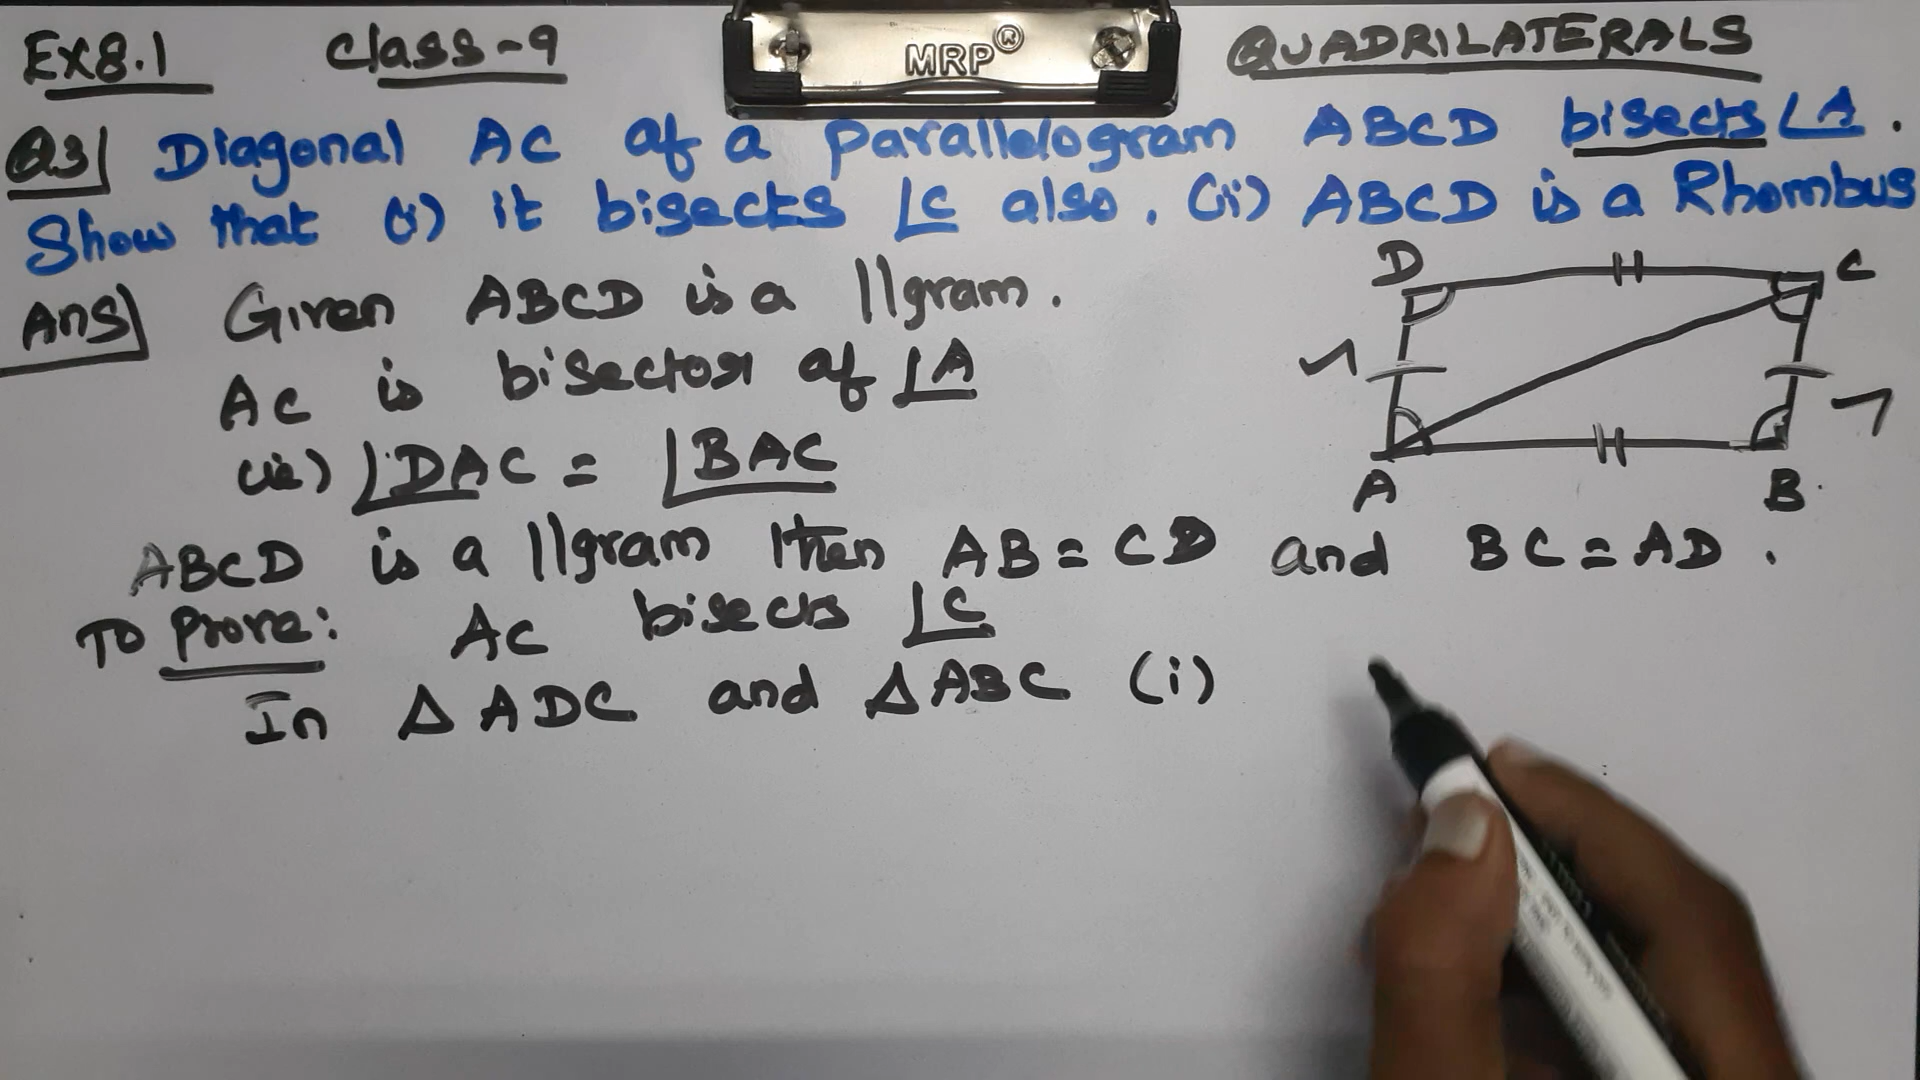 Ex8.1 Class-9 MRP® QUADRILATERALS
Q3) Diagonal AC of a parallelogram ABCD bisects ∠A.
Show that (i) it bisects ∠C also. (ii) ABCD is a Rhombus
Ans) Given ABCD is a ||gram.
AC is bisector of ∠A
(ie) ∠DAC = ∠BAC
ABCD is a ||gram then AB = CD and BC = AD.
To prove: AC bisects ∠C
In △ADC and △ABC (i)
D C
A B